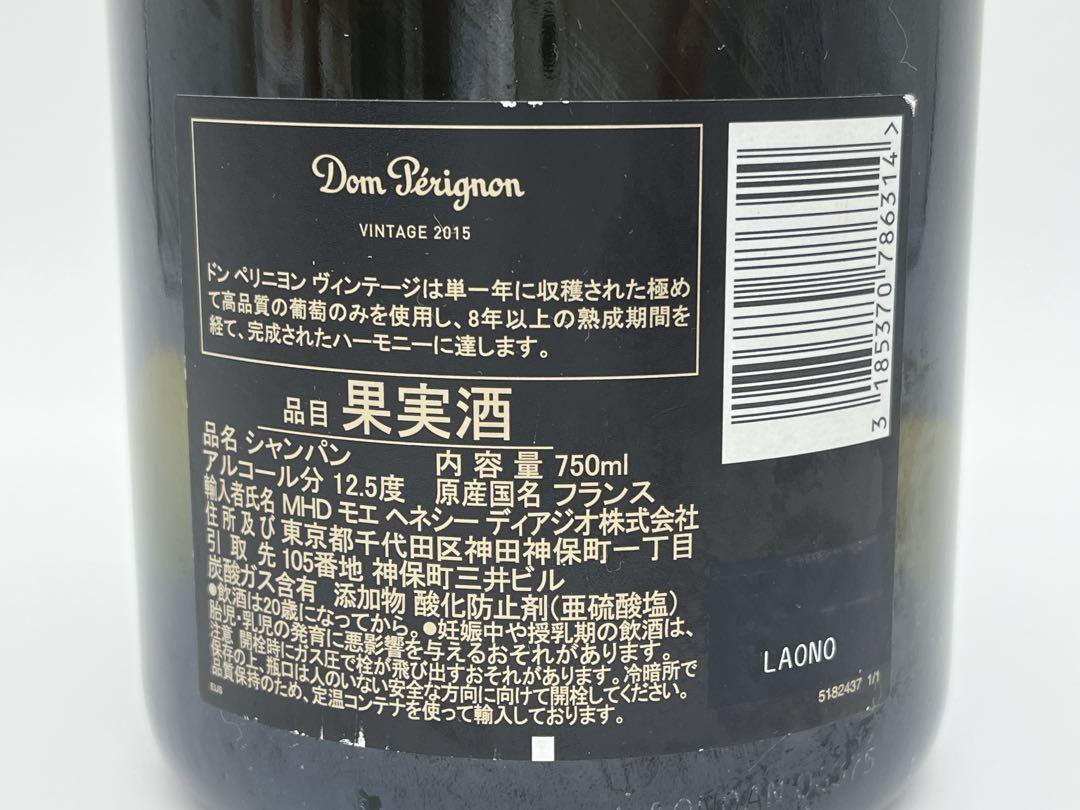 Dom Pérignon
VINTAGE 2015
ドン ペリニヨン ヴィンテージは単一年に収穫された極め
て高品質の葡萄のみを使用し、8年以上の熟成期間を
経て、完成されたハーモニーに達します。
品目 果実酒
品名 シャンパン 内容量 750ml
アルコール分 12.5度 原産国名 フランス
輸入者氏名 MHD モエ ヘネシー ディアジオ株式会社
住所及び 東京都千代田区神田神保町一丁目
引取先 105番地 神保町三井ビル
炭酸ガス含有 添加物 酸化防止剤(亜硫酸塩)
●飲酒は20歳になってから。●妊娠中や授乳期の飲酒は、
胎児・乳児の発育に悪影響を与えるおそれがあります。
注意 開栓時にガス圧で栓が飛び出すおそれがあります。冷暗所で
保存の上、瓶口は人のいない安全な方向に向けて開栓してください。
品質保持のため、定温コンテナを使って輸入しております。
EUS
3 185370 786314 >
LAONO
5182437 1/1